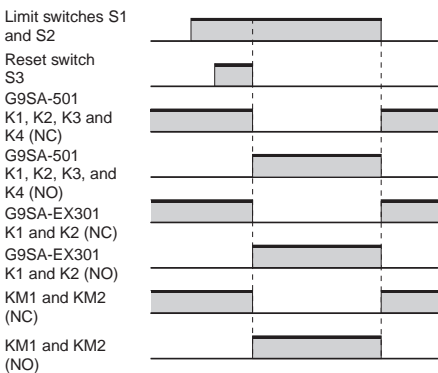 Limit switches S1
and S2
Reset switch
S3
G9SA-501
K1, K2, K3 and
K4 (NC)
G9SA-501
K1, K2, K3, and
K4 (NO)
G9SA-EX301
K1 and K2 (NC)
G9SA-EX301
K1 and K2 (NO)
KM1 and KM2
(NC)
KM1 and KM2
(NO)